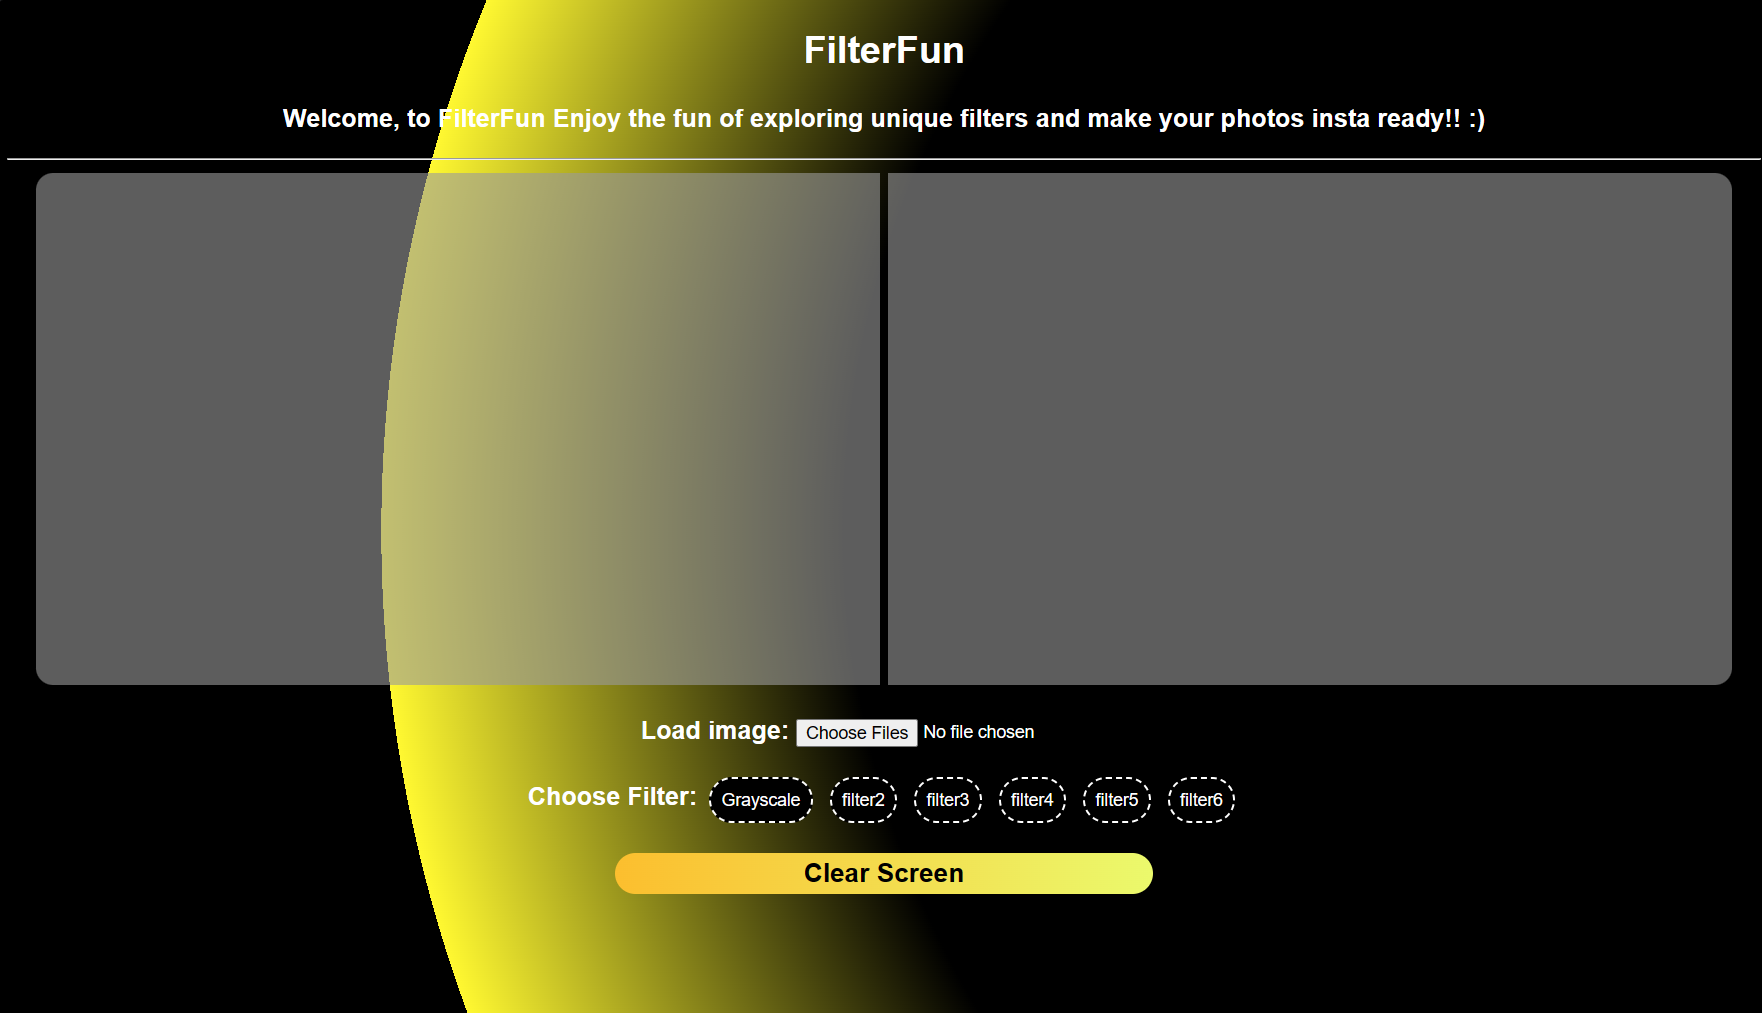 FilterFun
Welcome, to FilterFun Enjoy the fun of exploring unique filters and make your photos insta ready!! :)
Load image: Choose Files No file chosen
Choose Filter: Grayscale filter2 filter3 filter4 filter5 filter6
Clear Screen